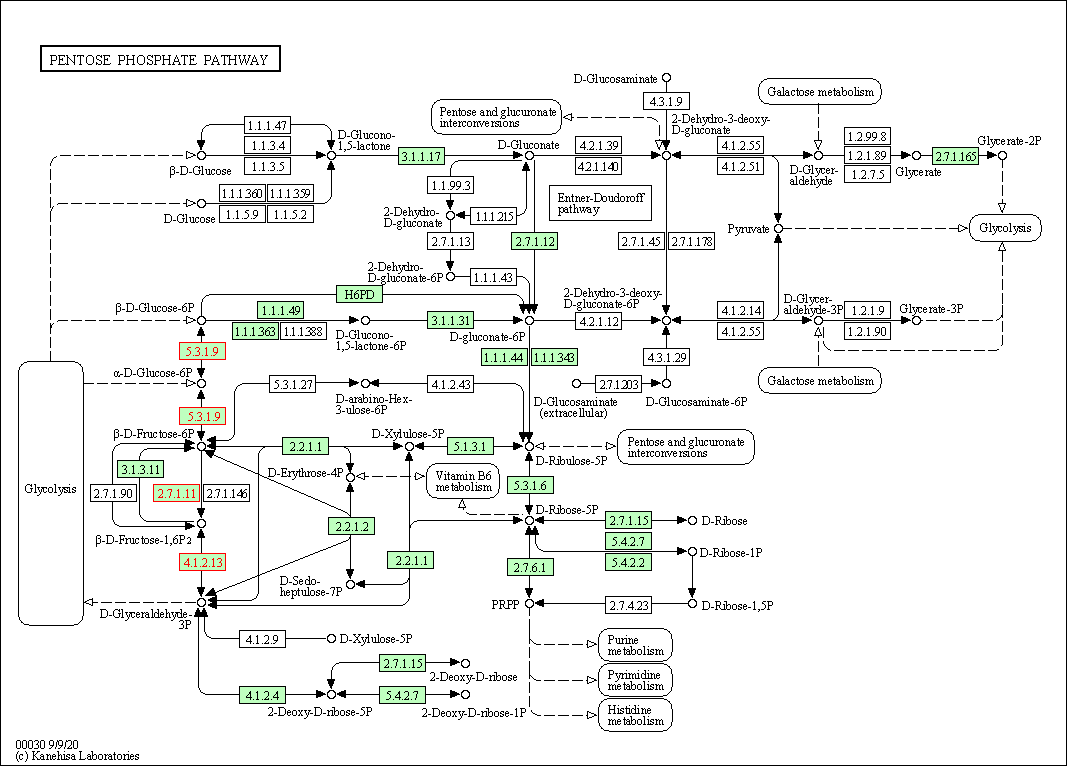 PENTOSE PHOSPHATE PATHWAY
D-Glucosaminate
4.3.1.9
Galactose metabolism
Pentose and glucuronate
interconversions
2-Dehydro-3-deoxy-
D-gluconate
1.1.1.47
D-Glucono-
1,5-lactone
1.1.3.4
1.1.3.5
β-D-Glucose
3.1.1.17
D-Gluconate
4.2.1.39
4.2.1.140
4.1.2.55
4.1.2.51
D-Glycer-
aldehyde
1.2.99.8
1.2.1.89
1.2.7.5
Glycerate
2.7.1.165
Glycerate-2P
1.1.1.360
1.1.1.359
1.1.5.9
1.1.5.2
D-Glucose
1.1.99.3
2-Dehydro-
D-gluconate
1.1.1.215
Entner-Doudoroff
pathway
2.7.1.13
2.7.1.12
2.7.1.45
2.7.1.178
Pyruvate
Glycolysis
2-Dehydro-
D-gluconate-6P
1.1.1.43
H6PD
β-D-Glucose-6P
1.1.1.49
1.1.1.363
1.1.1.388
D-Glucono-
1,5-lactone-6P
3.1.1.31
D-gluconate-6P
2-Dehydro-3-deoxy-
D-gluconate-6P
4.2.1.12
4.1.2.14
4.1.2.55
D-Glycer-
aldehyde-3P
1.2.1.9
1.2.1.90
Glycerate-3P
5.3.1.9
1.1.1.44
1.1.1.343
4.3.1.29
α-D-Glucose-6P
5.3.1.27
D-arabino-Hex-
3-ulose-6P
4.1.2.43
D-Glucosaminate
(extracellular)
2.7.1.203
D-Glucosaminate-6P
Galactose metabolism
5.3.1.9
β-D-Fructose-6P
2.2.1.1
D-Xylulose-5P
5.1.3.1
D-Ribulose-5P
Pentose and glucuronate
interconversions
3.1.3.11
D-Erythrose-4P
Vitamin B6
metabolism
5.3.1.6
Glycolysis
2.7.1.90
2.7.1.11
2.7.1.146
D-Ribose-5P
2.7.1.15
D-Ribose
2.2.1.2
β-D-Fructose-1,6P2
5.4.2.7
5.4.2.2
D-Ribose-1P
4.1.2.13
2.2.1.1
2.7.6.1
D-Sedo-
heptulose-7P
D-Glyceraldehyde-
3P
PRPP
2.7.4.23
D-Ribose-1,5P
4.1.2.9
D-Xylulose-5P
Purine
metabolism
2.7.1.15
2-Deoxy-D-ribose
Pyrimidine
metabolism
4.1.2.4
2-Deoxy-D-ribose-5P
5.4.2.7
2-Deoxy-D-ribose-1P
Histidine
metabolism
00030 9/9/20
(c) Kanehisa Laboratories